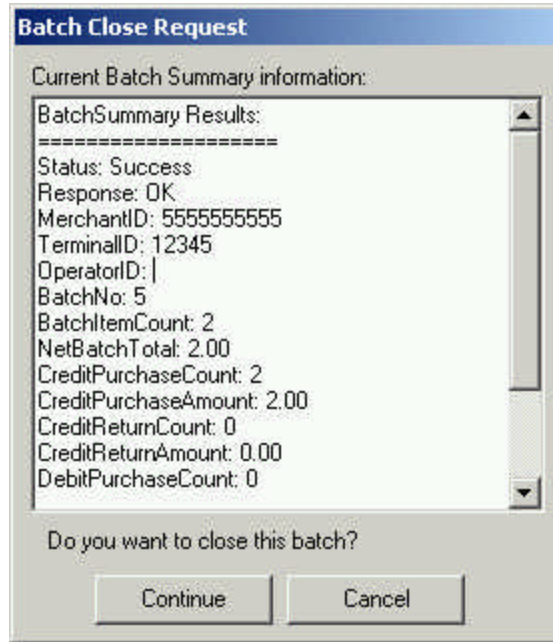 Batch Close Request
Current Batch Summary information:
BatchSummary Results:
====================
Status: Success
Response: OK
MerchantID: 5555555555
TerminalID: 12345
OperatorID:
BatchNo: 5
BatchItemCount: 2
NetBatchTotal: 2.00
CreditPurchaseCount: 2
CreditPurchaseAmount: 2.00
CreditReturnCount: 0
CreditReturnAmount: 0.00
DebitPurchaseCount: 0
Do you want to close this batch?
Continue Cancel